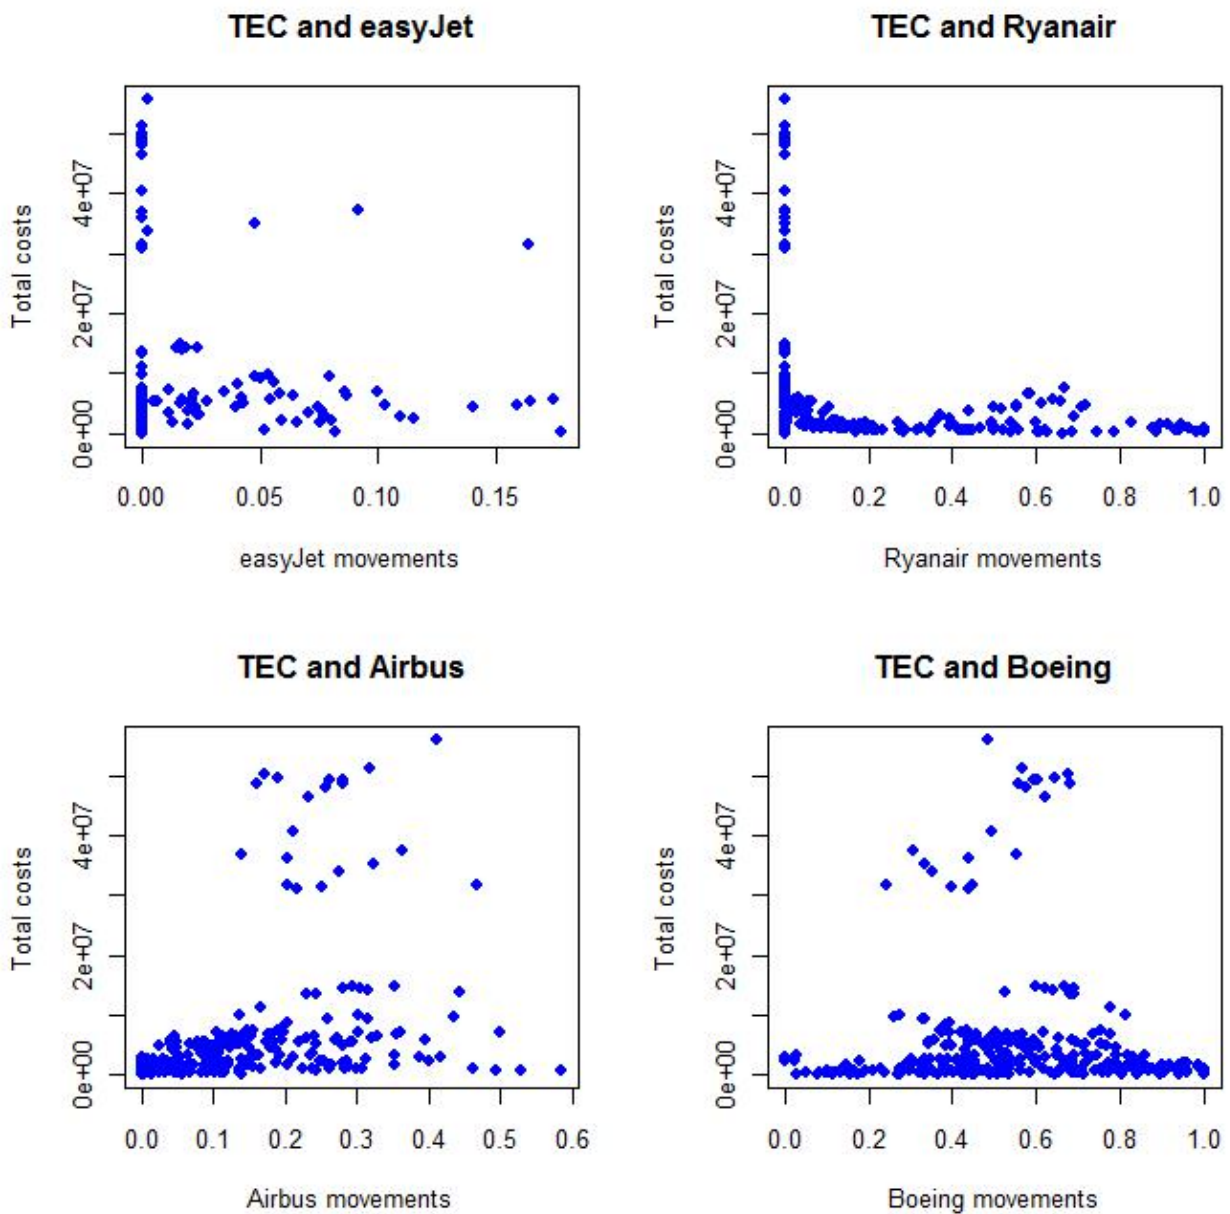 TEC and easyJet
Total costs
4e+07
2e+07
0e+00
0.00 0.05 0.10 0.15
easyJet movements
TEC and Ryanair
Total costs
4e+07
2e+07
0e+00
0.0 0.2 0.4 0.6 0.8 1.0
Ryanair movements
TEC and Airbus
Total costs
4e+07
2e+07
0e+00
0.0 0.1 0.2 0.3 0.4 0.5 0.6
Airbus movements
TEC and Boeing
Total costs
4e+07
2e+07
0e+00
0.0 0.2 0.4 0.6 0.8 1.0
Boeing movements